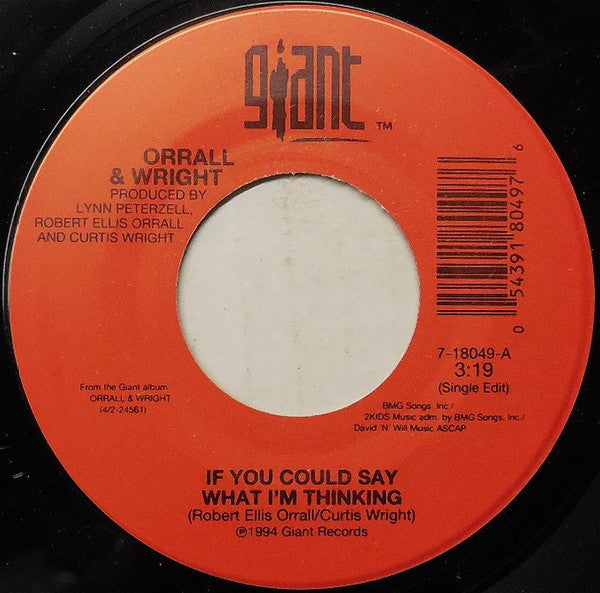 giant
TM
ORRALL
& WRIGHT
PRODUCED BY
LYNN PETERZELL,
ROBERT ELLIS ORRALL
AND CURTIS WRIGHT
0 54391 80497 6
7-18049-A
3:19
(Single Edit)
From the Giant album
ORRALL & WRIGHT
(4/2-24561)
BMG Songs, Inc./
2KIDS Music adm. by BMG Songs, Inc./
David 'N' Will Music ASCAP
IF YOU COULD SAY
WHAT I'M THINKING
(Robert Ellis Orrall/Curtis Wright)
℗1994 Giant Records